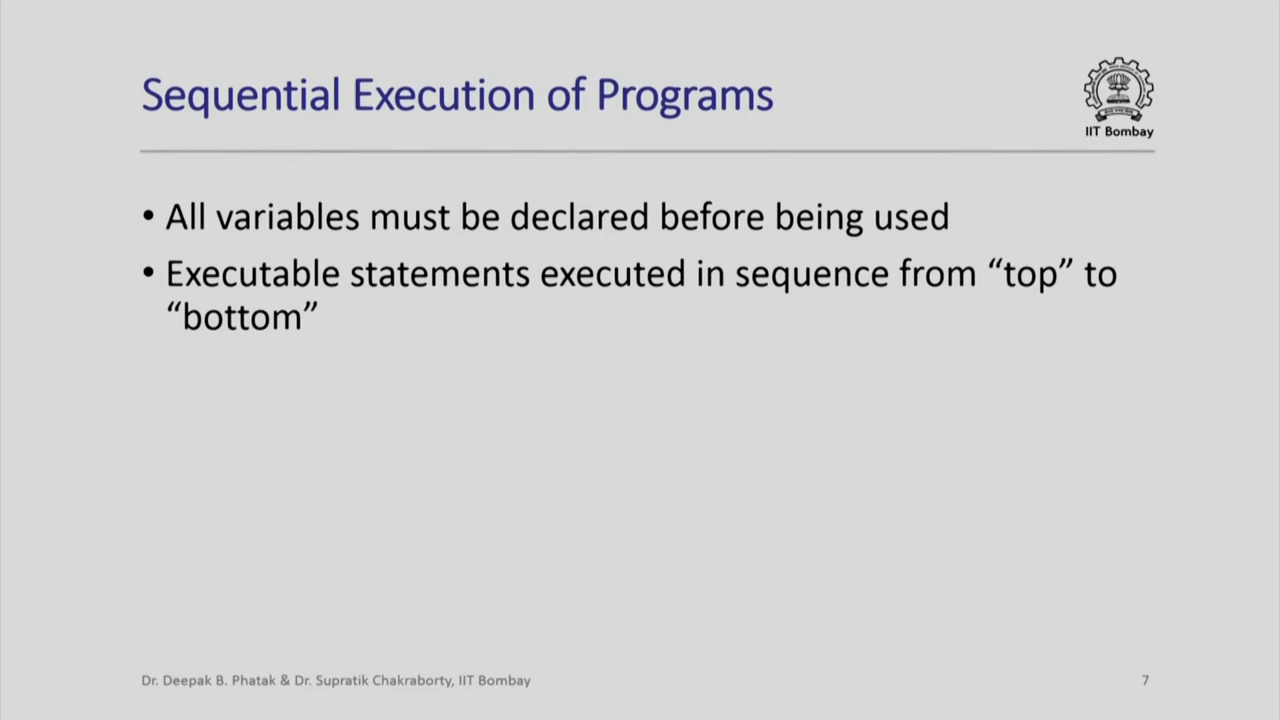 Sequential Execution of Programs
IIT Bombay
• All variables must be declared before being used
• Executable statements executed in sequence from “top” to
“bottom”
Dr. Deepak B. Phatak & Dr. Supratik Chakraborty, IIT Bombay
7